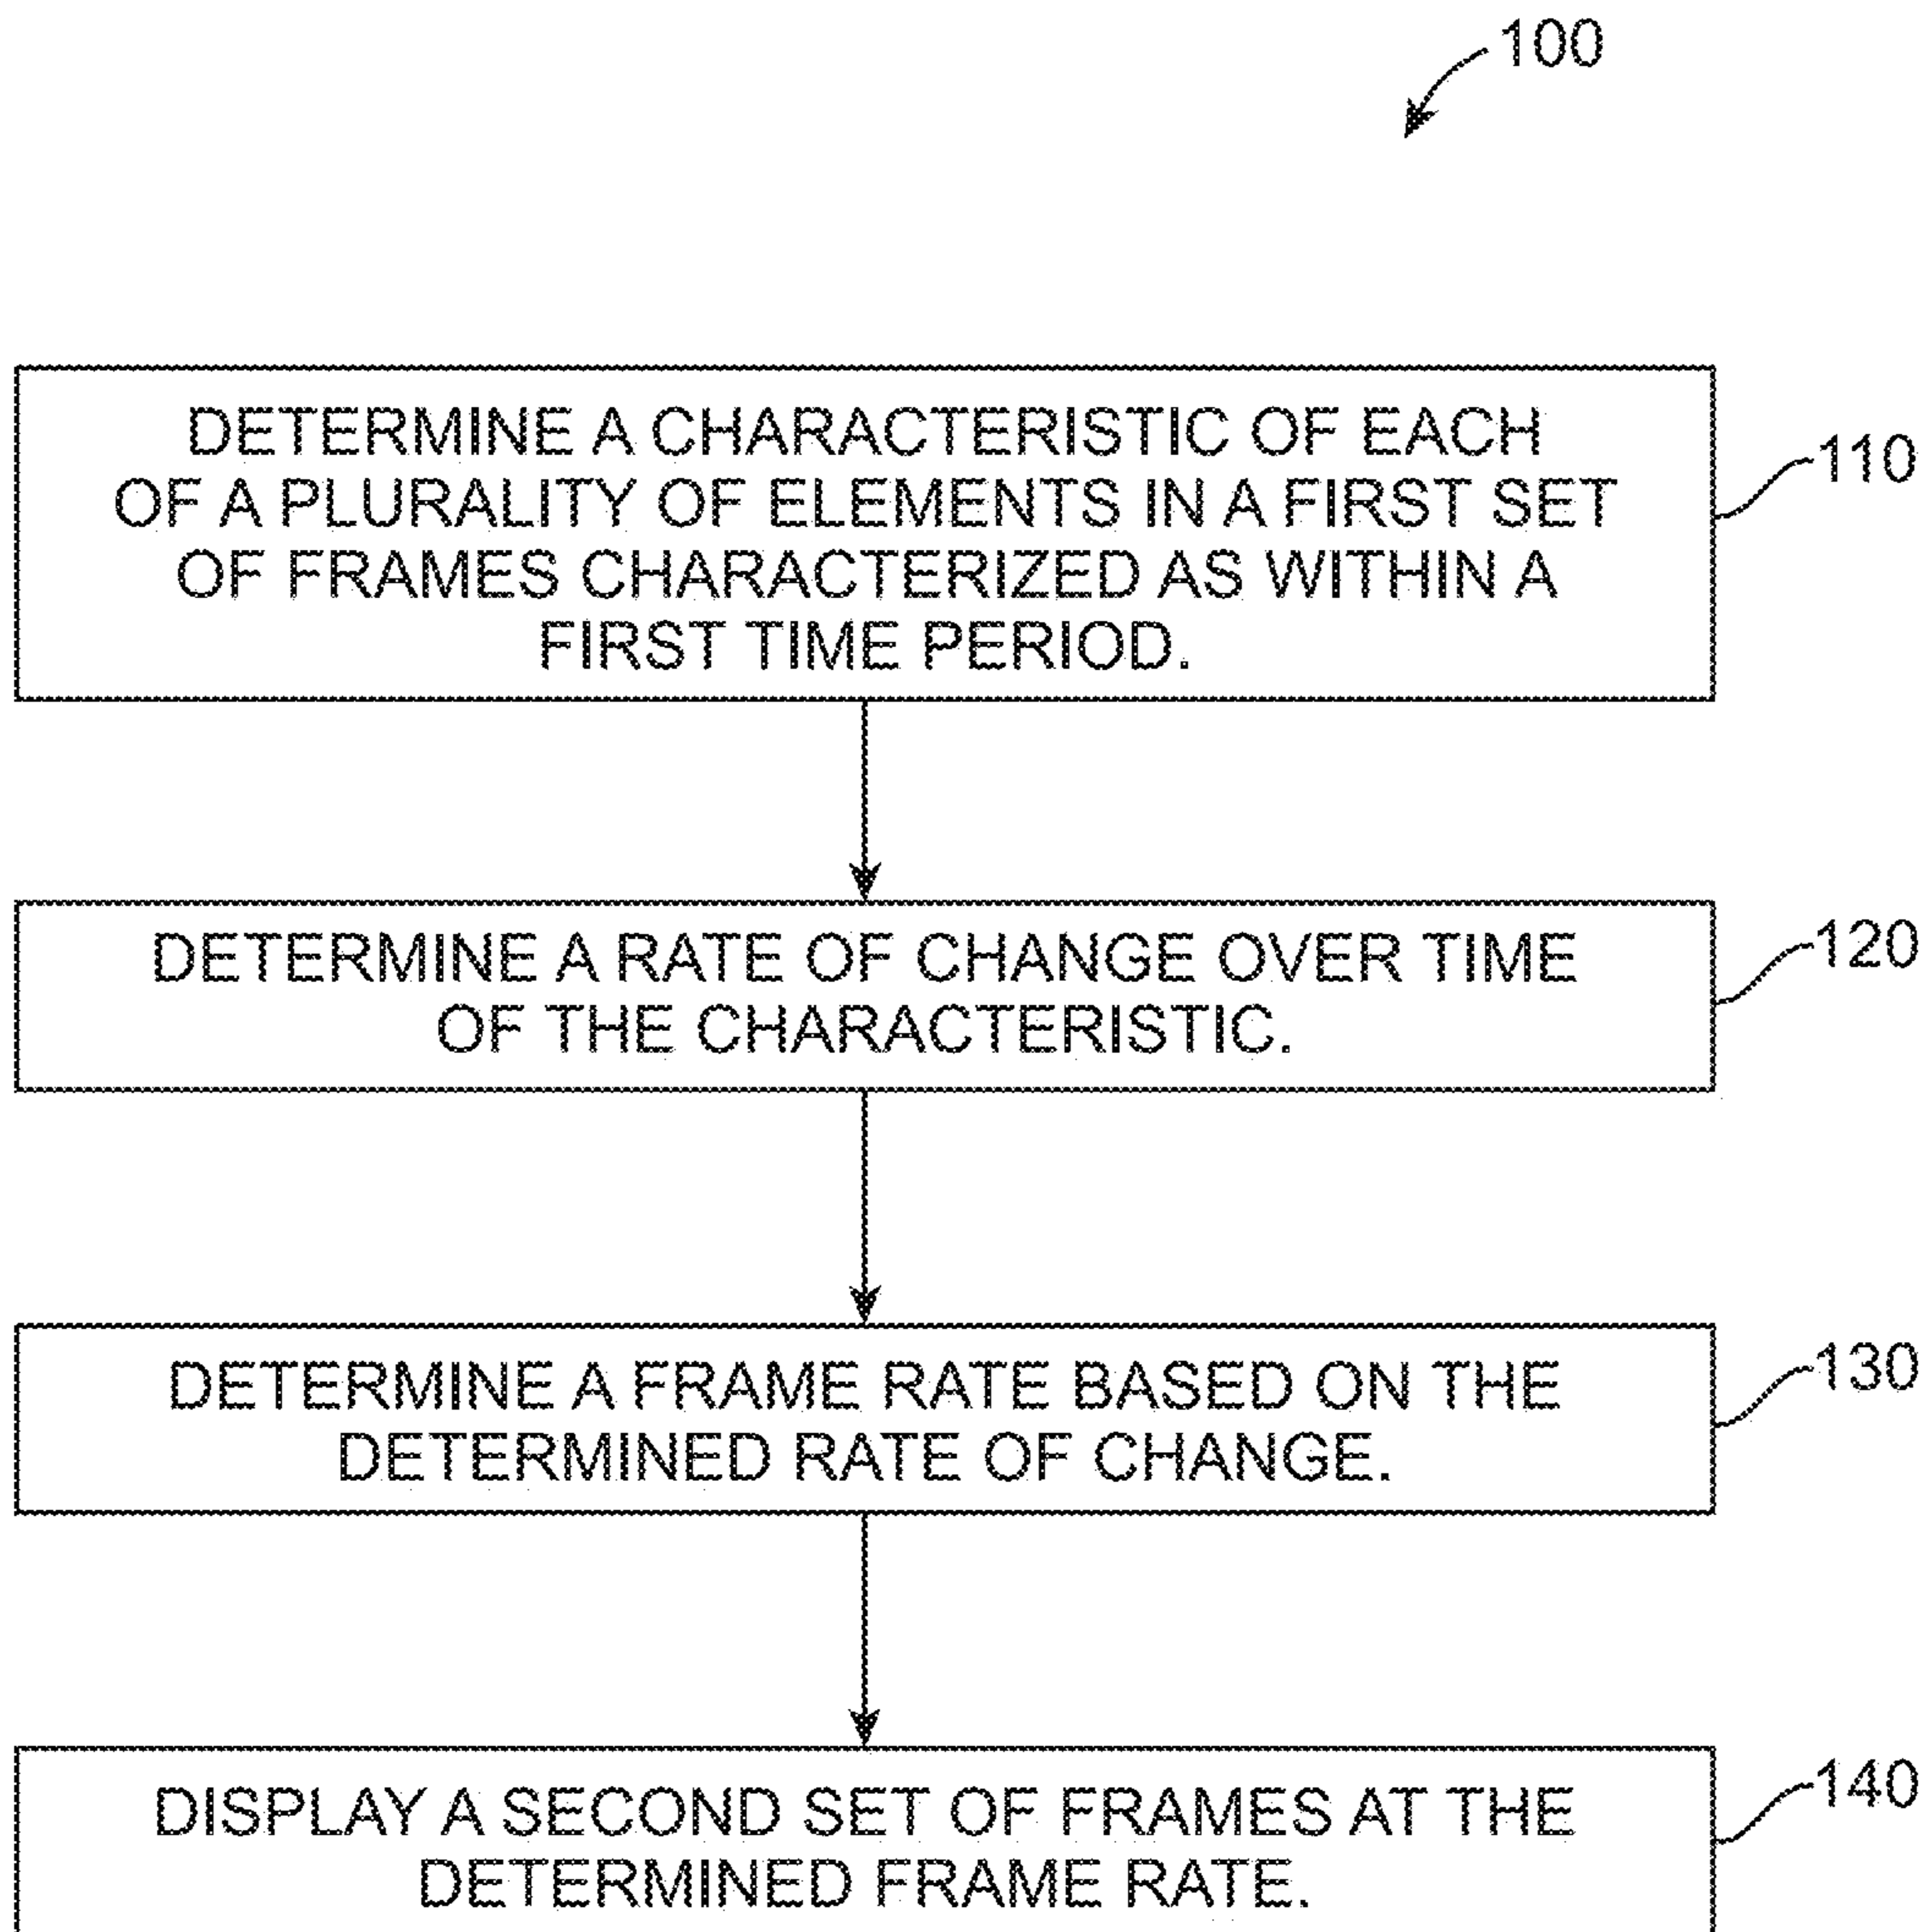 100
DETERMINE A CHARACTERISTIC OF EACH
OF A PLURALITY OF ELEMENTS IN A FIRST SET
OF FRAMES CHARACTERIZED AS WITHIN A
FIRST TIME PERIOD.
110
DETERMINE A RATE OF CHANGE OVER TIME
OF THE CHARACTERISTIC.
120
DETERMINE A FRAME RATE BASED ON THE
DETERMINED RATE OF CHANGE.
130
DISPLAY A SECOND SET OF FRAMES AT THE
DETERMINED FRAME RATE.
140